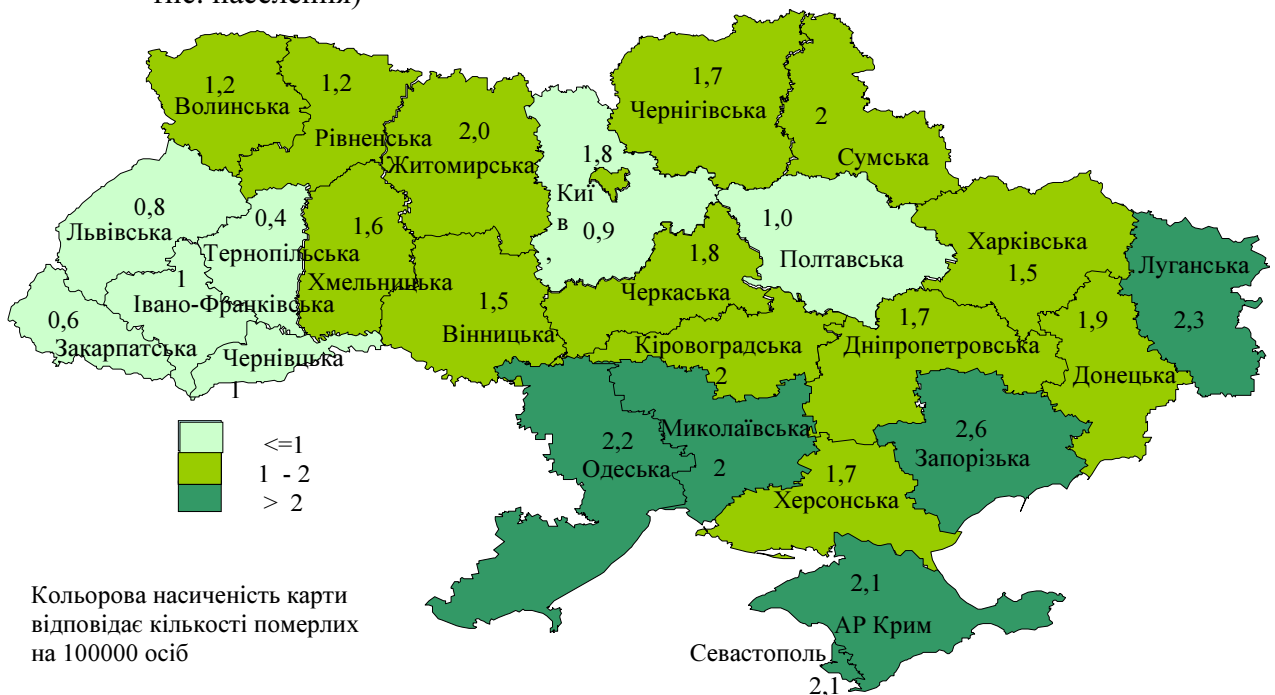 тис. населення)
1,2
Волинська
1,2
Рівненська
2,0
Житомирська
1,7
Чернігівська
2
Сумська
1,8
Киї
в
0,9
,
0,8
Львівська
0,4
Тернопільська
1,6
Хмельницька
1,0
Полтавська
Харківська
1,5
Луганська
2,3
1
Івано-Франківська
0,6
Закарпатська
Чернівцька
1
1,5
Вінницька
1,8
Черкаська
Кіровоградська
2
1,7
Дніпропетровська
1,9
Донецька
2,2
Одеська
Миколаївська
2
2,6
Запорізька
1,7
Херсонська
2,1
АР Крим
Севастополь
2,1
<=1
1 - 2
> 2
Кольорова насиченість карти
відповідає кількості померлих
на 100000 осіб